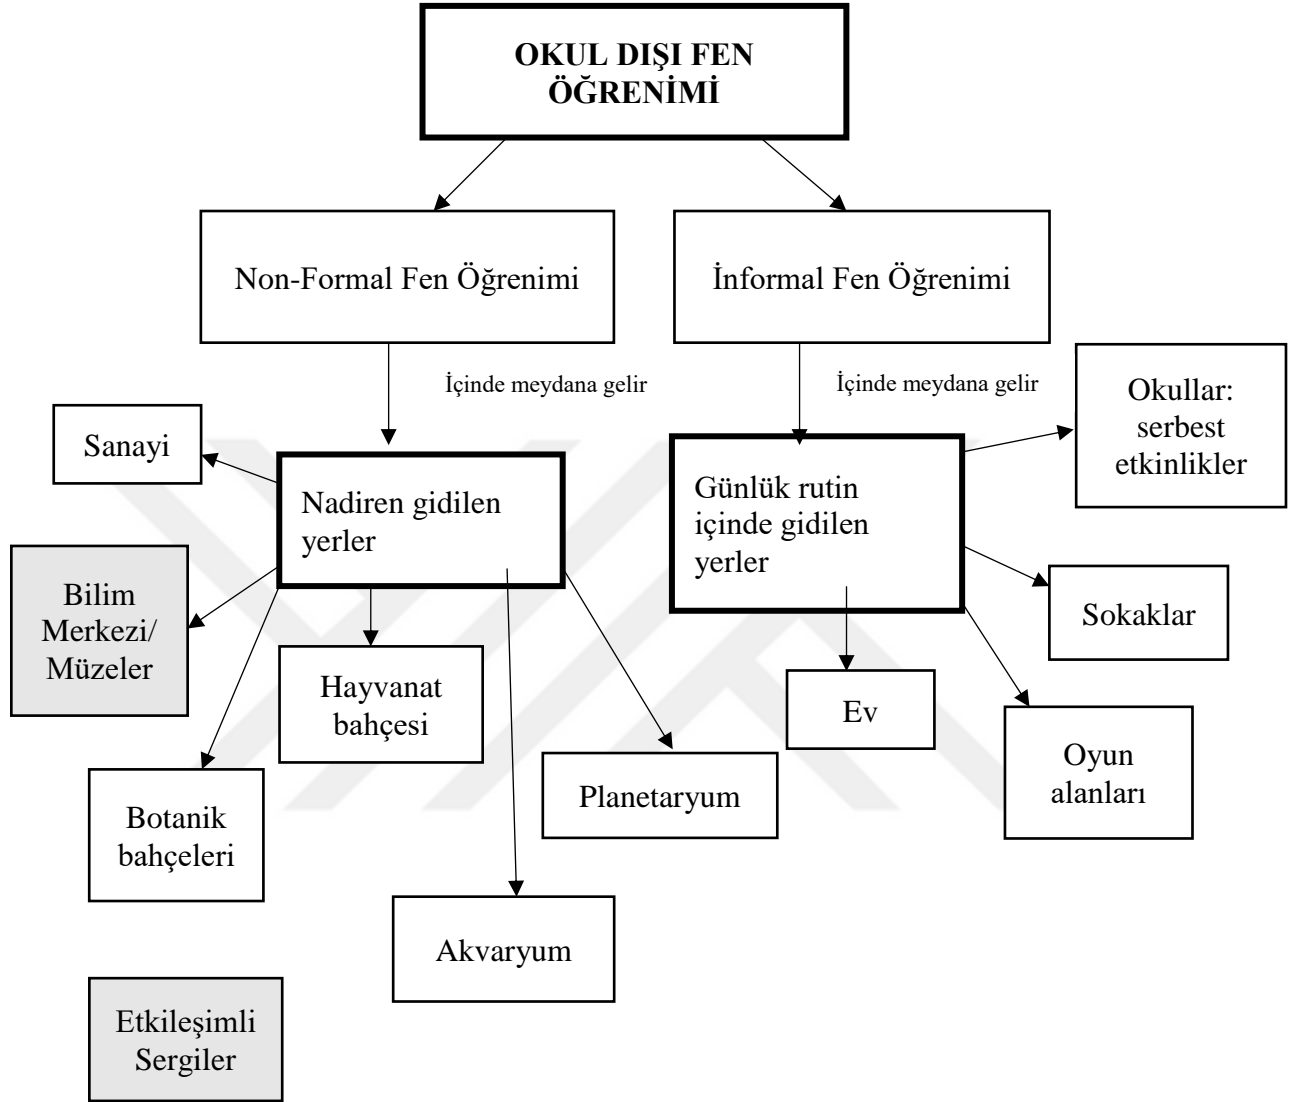 OKUL DIŞI FEN
ÖĞRENİMİ
Non-Formal Fen Öğrenimi
İnformal Fen Öğrenimi
İçinde meydana gelir
İçinde meydana gelir
Okullar:
serbest
etkinlikler
Sanayi
Nadiren gidilen
yerler
Günlük rutin
içinde gidilen
yerler
Bilim
Merkezi/
Müzeler
Sokaklar
Hayvanat
bahçesi
Ev
Oyun
alanları
Planetaryum
Botanik
bahçeleri
Akvaryum
Etkileşimli
Sergiler